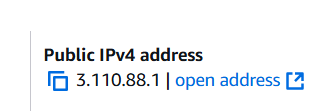 Public IPv4 address
3.110.88.1 | open address